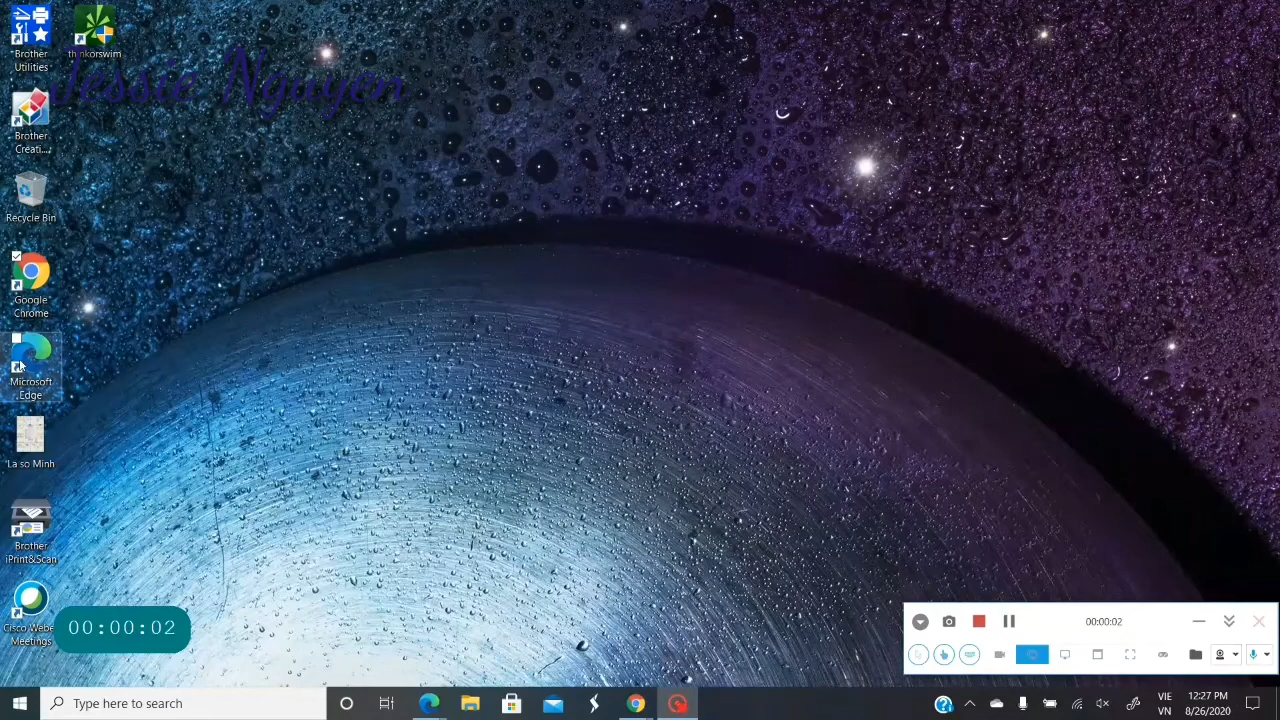 Brother
Utilities
thinkorswim
Jessie Nguyen
Brother
Creati...
Recycle Bin
Google
Chrome
Microsoft
Edge
La so Minh
Brother
iPrint&Scan
Cisco Webex
Meetings
00:00:02
00:00:02
Type here to search
VIE
VN
12:27 PM
8/26/2020